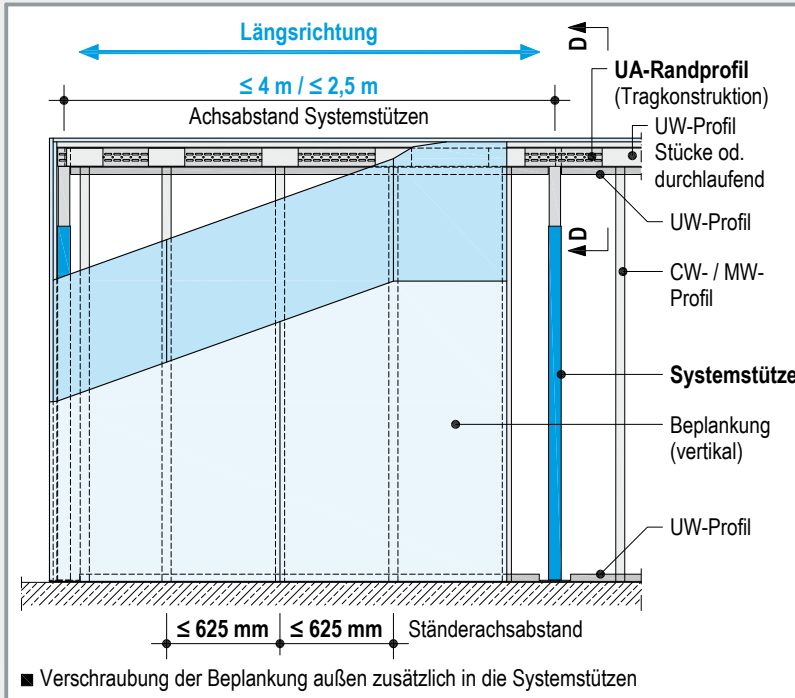 Längsrichtung
≤ 4 m / ≤ 2,5 m
Achsabstand Systemstützen
D
UA-Randprofil
(Tragkonstruktion)
UW-Profil
Stücke od.
durchlaufend
UW-Profil
D
CW- / MW-
Profil
Systemstütze
Beplankung
(vertikal)
UW-Profil
≤ 625 mm
≤ 625 mm
Ständerachsabstand
■ Verschraubung der Beplankung außen zusätzlich in die Systemstützen